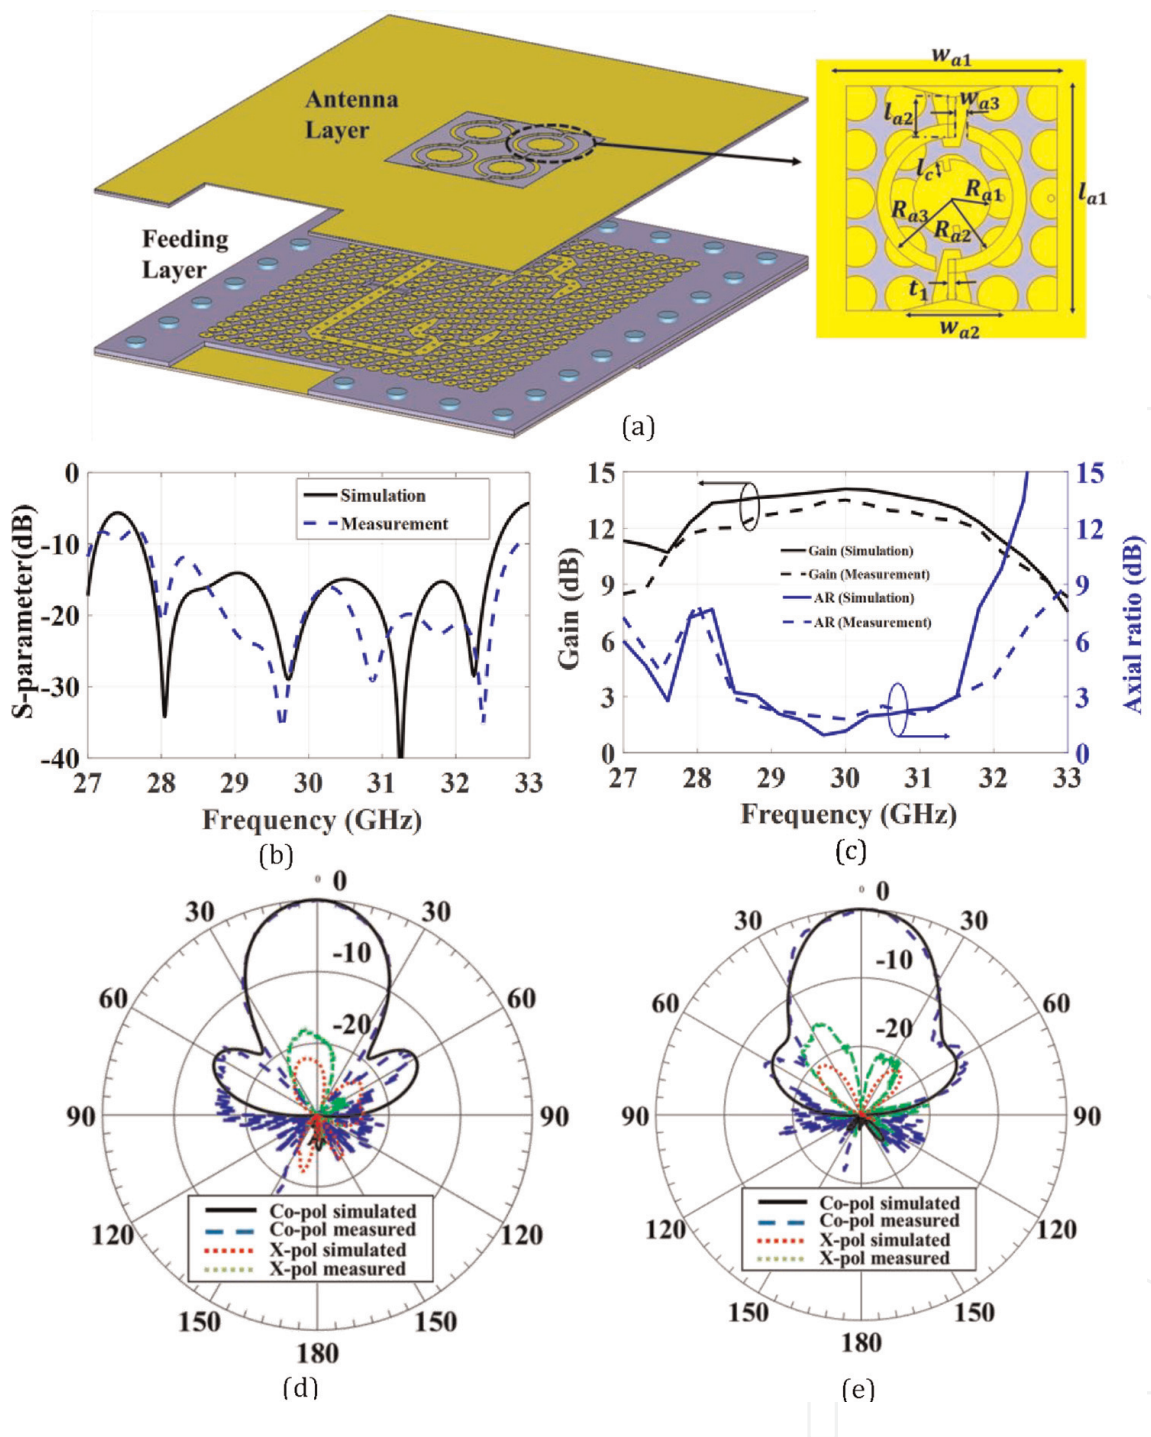 Antenna
Layer
Feeding
Layer
wa1
la2
wa3
lc
Ra1
la1
Ra3
Ra2
t1
wa2
(a)
0
-10
-20
-30
-40
S-parameter(dB)
Simulation
Measurement
27 28 29 30 31 32 33
Frequency (GHz)
(b)
15
12
9
6
3
0
Gain (dB)
Gain (Simulation)
Gain (Measurement)
AR (Simulation)
AR (Measurement)
15
12
9
6
3
0
Axial ratio (dB)
27 28 29 30 31 32 33
Frequency (GHz)
(c)
0 0
30 30
-10
60 60
-20
90 90
Co-pol simulated
Co-pol measured
X-pol simulated
X-pol measured
120 120
150 150
180
(d)
0 0
30 30
-10
60 60
-20
90 90
Co-pol simulated
Co-pol measured
X-pol simulated
X-pol measured
120 120
150 150
180
(e)